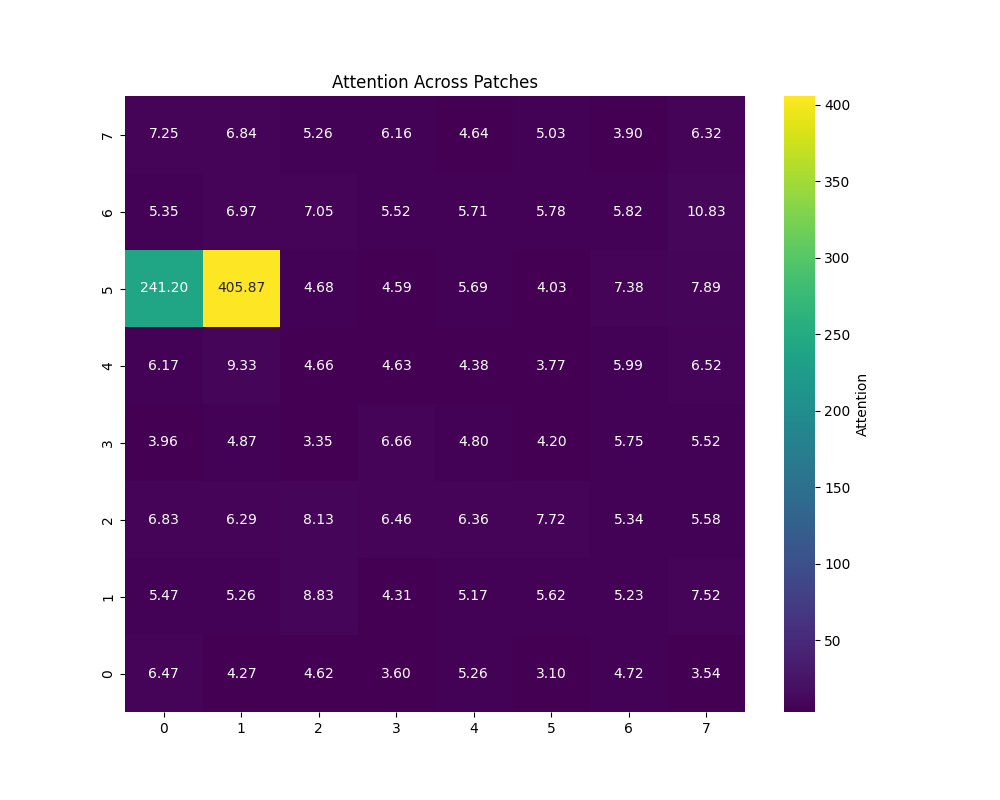 Attention Across Patches
7 7.25 6.84 5.26 6.16 4.64 5.03 3.90 6.32
6 5.35 6.97 7.05 5.52 5.71 5.78 5.82 10.83
5 241.20 405.87 4.68 4.59 5.69 4.03 7.38 7.89
4 6.17 9.33 4.66 4.63 4.38 3.77 5.99 6.52
3 3.96 4.87 3.35 6.66 4.80 4.20 5.75 5.52
2 6.83 6.29 8.13 6.46 6.36 7.72 5.34 5.58
1 5.47 5.26 8.83 4.31 5.17 5.62 5.23 7.52
0 6.47 4.27 4.62 3.60 5.26 3.10 4.72 3.54
0 1 2 3 4 5 6 7
400
350
300
250
200
150
100
50
Attention